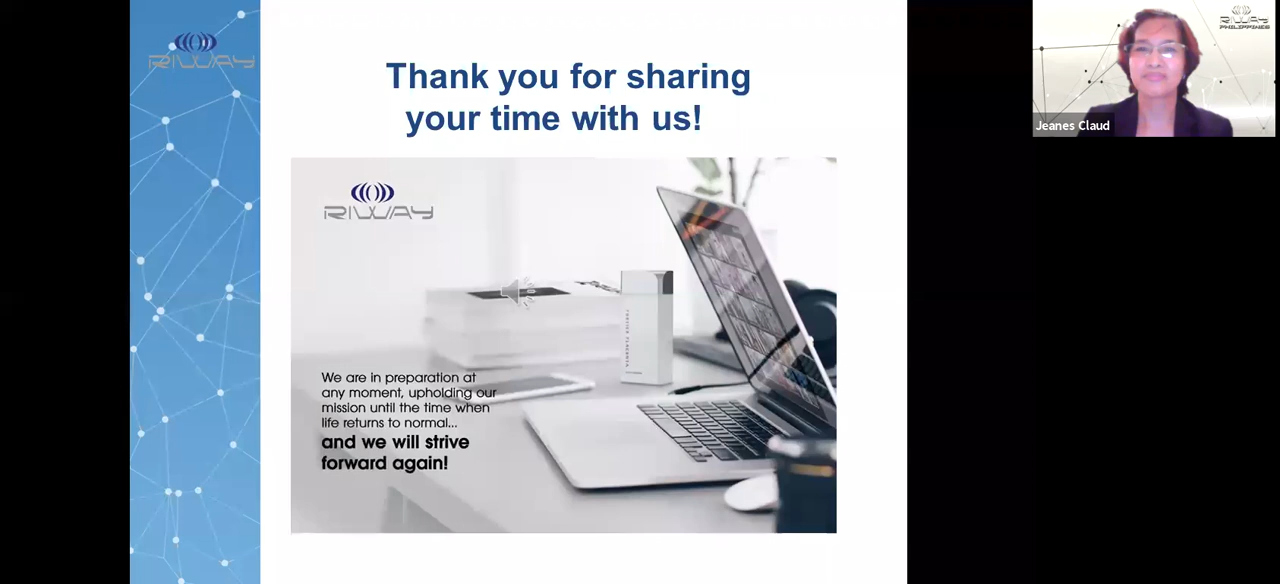 RIWAY
Thank you for sharing
your time with us!
RIWAY
We are in preparation at
any moment, upholding our
mission until the time when
life returns to normal...
and we will strive
forward again!
PURTIER PLACENTA
RIWAY
PHILIPPINES
Jeanes Claud